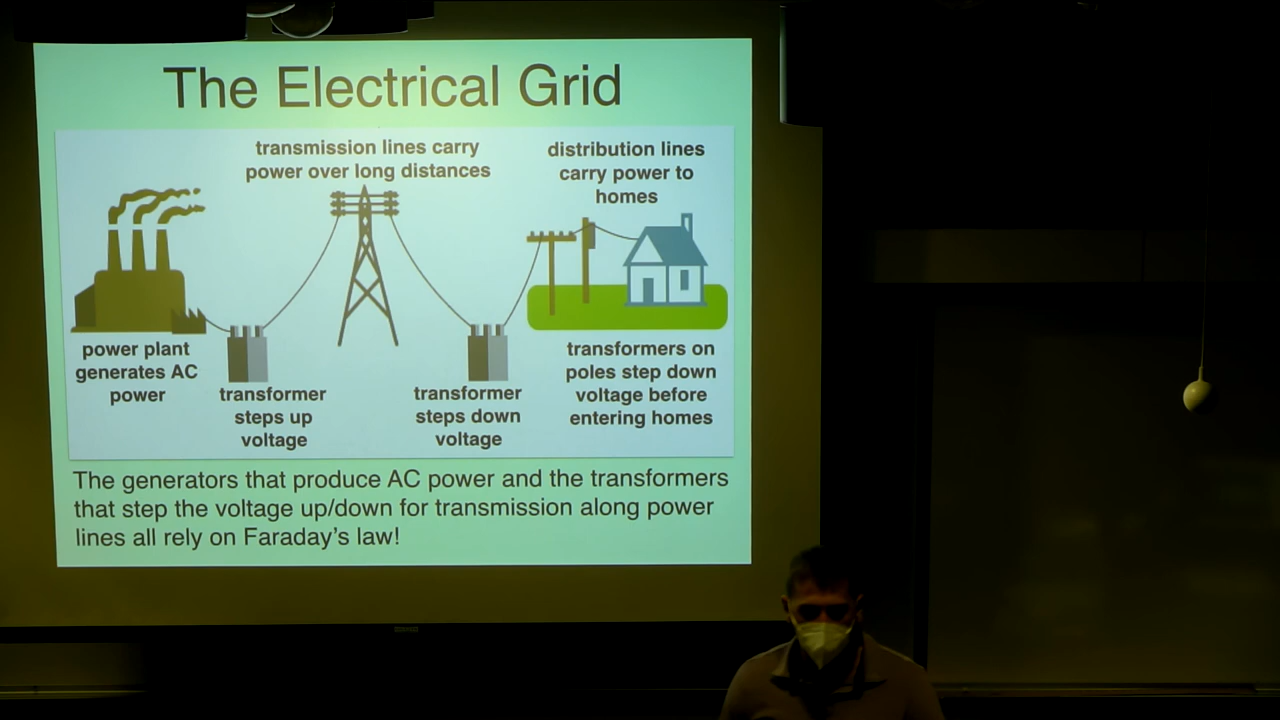 The Electrical Grid
transmission lines carry
power over long distances
distribution lines
carry power to
homes
power plant
generates AC
power
transformer
steps up
voltage
transformer
steps down
voltage
transformers on
poles step down
voltage before
entering homes
The generators that produce AC power and the transformers
that step the voltage up/down for transmission along power
lines all rely on Faraday's law!